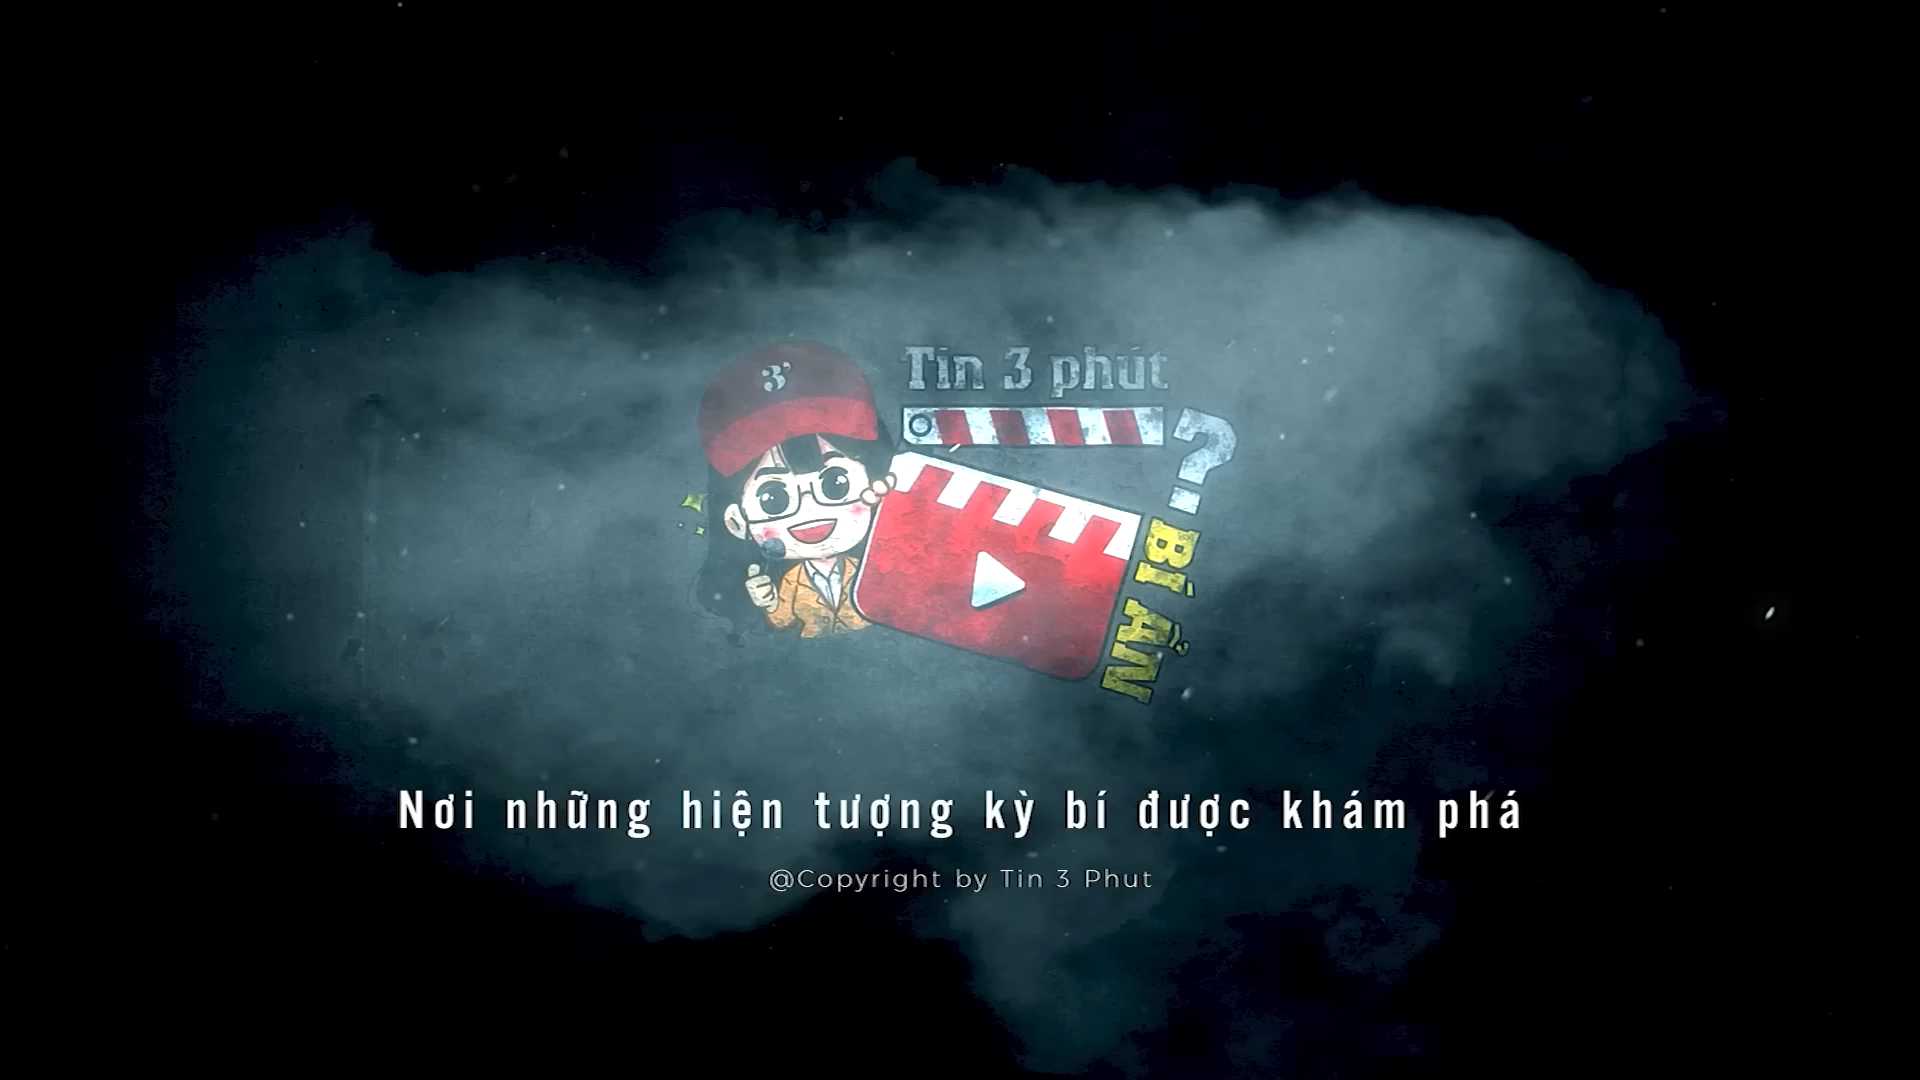 3'
Tin 3 phút
?
BÍ ẨN
Nơi những hiện tượng kỳ bí được khám phá
@Copyright by Tin 3 Phut